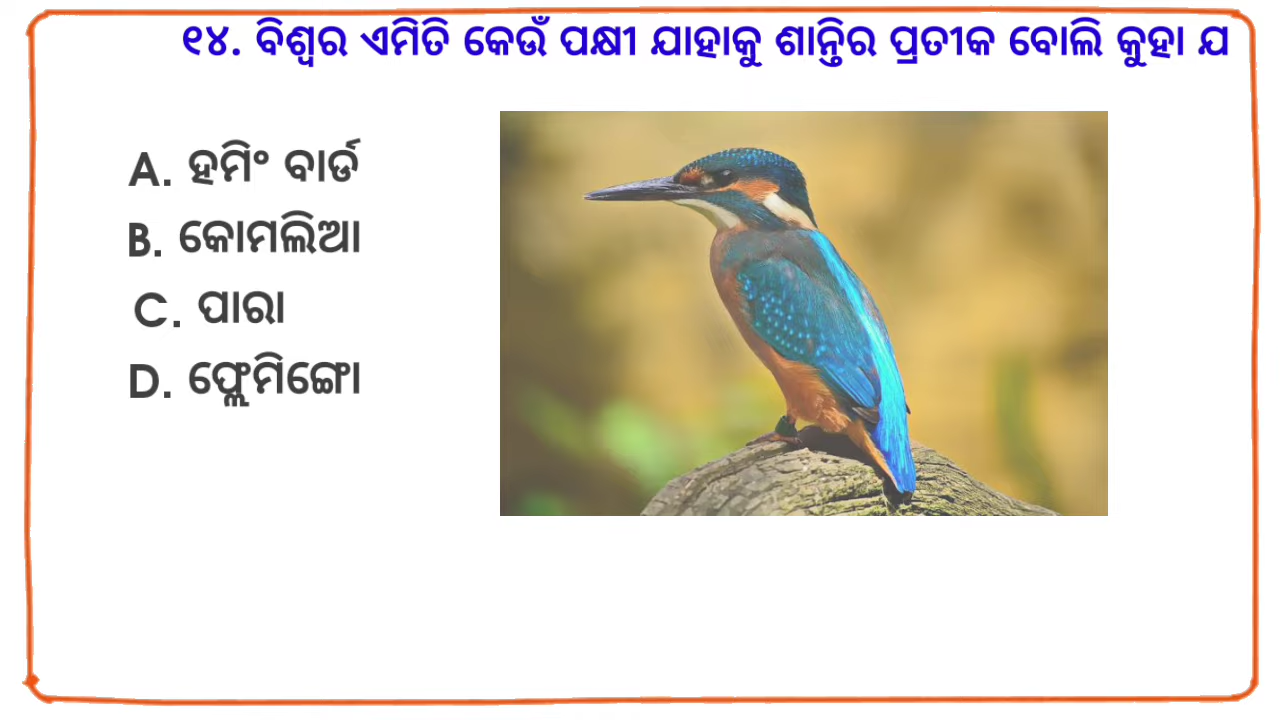 ୧୪. ବିଶ୍ୱର ଏମିତି କେଉଁ ପକ୍ଷୀ ଯାହାକୁ ଶାନ୍ତିର ପ୍ରତୀକ ବୋଲି କୁହା ଯ
A. ହମିଂ ବାର୍ଡ
B. କୋମଲିଆ
C. ପାରା
D. ଫ୍ଲେମିଙ୍ଗୋ